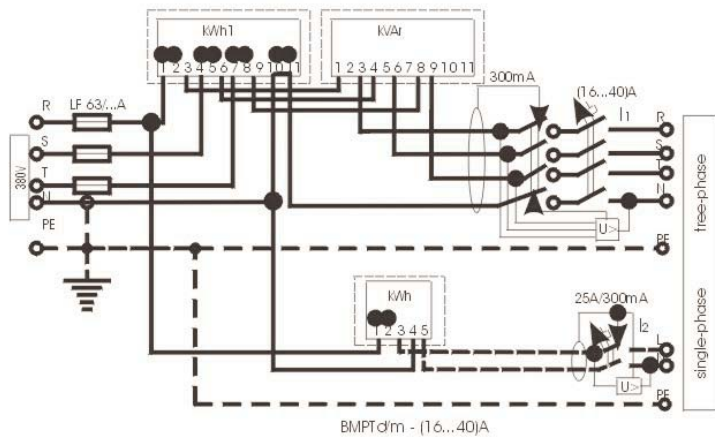 kWh1
kVAr
1 2 3 4 5 6 7 8 9 10 11
1 2 3 4 5 6 7 8 9 10 11
300mA
(16...40)A
I1
R
LF 63/...A
R
S
S
T
T
380V
N
U>
PE
PE
tree-phase
kWh
1 2 3 4 5
25A/300mA
I2
L
U>
PE
single-phase
BMPTd/m - (16...40)A